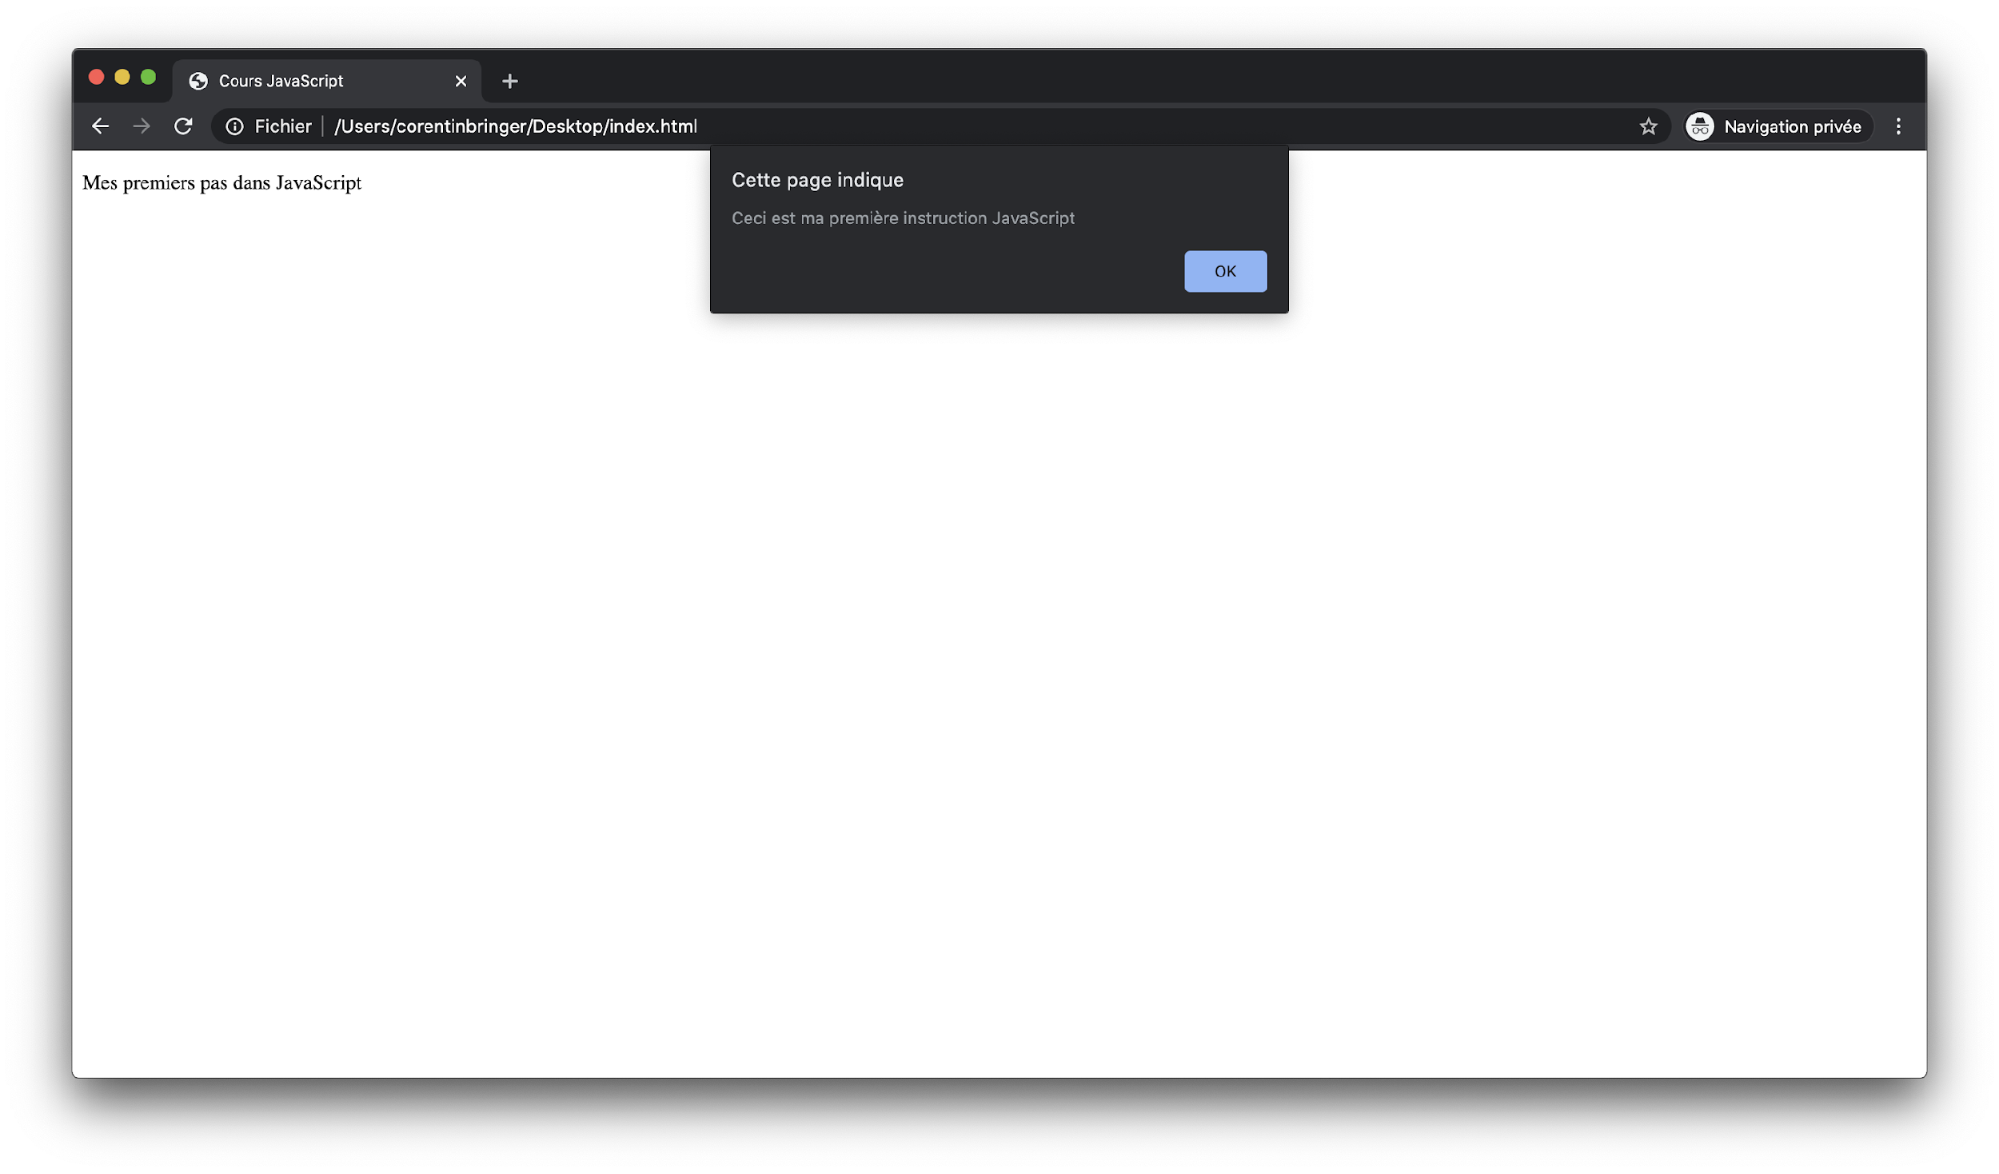 Cours JavaScript
Fichier | /Users/corentinbringer/Desktop/index.html
Navigation privée
Mes premiers pas dans JavaScript
Cette page indique
Ceci est ma première instruction JavaScript
OK